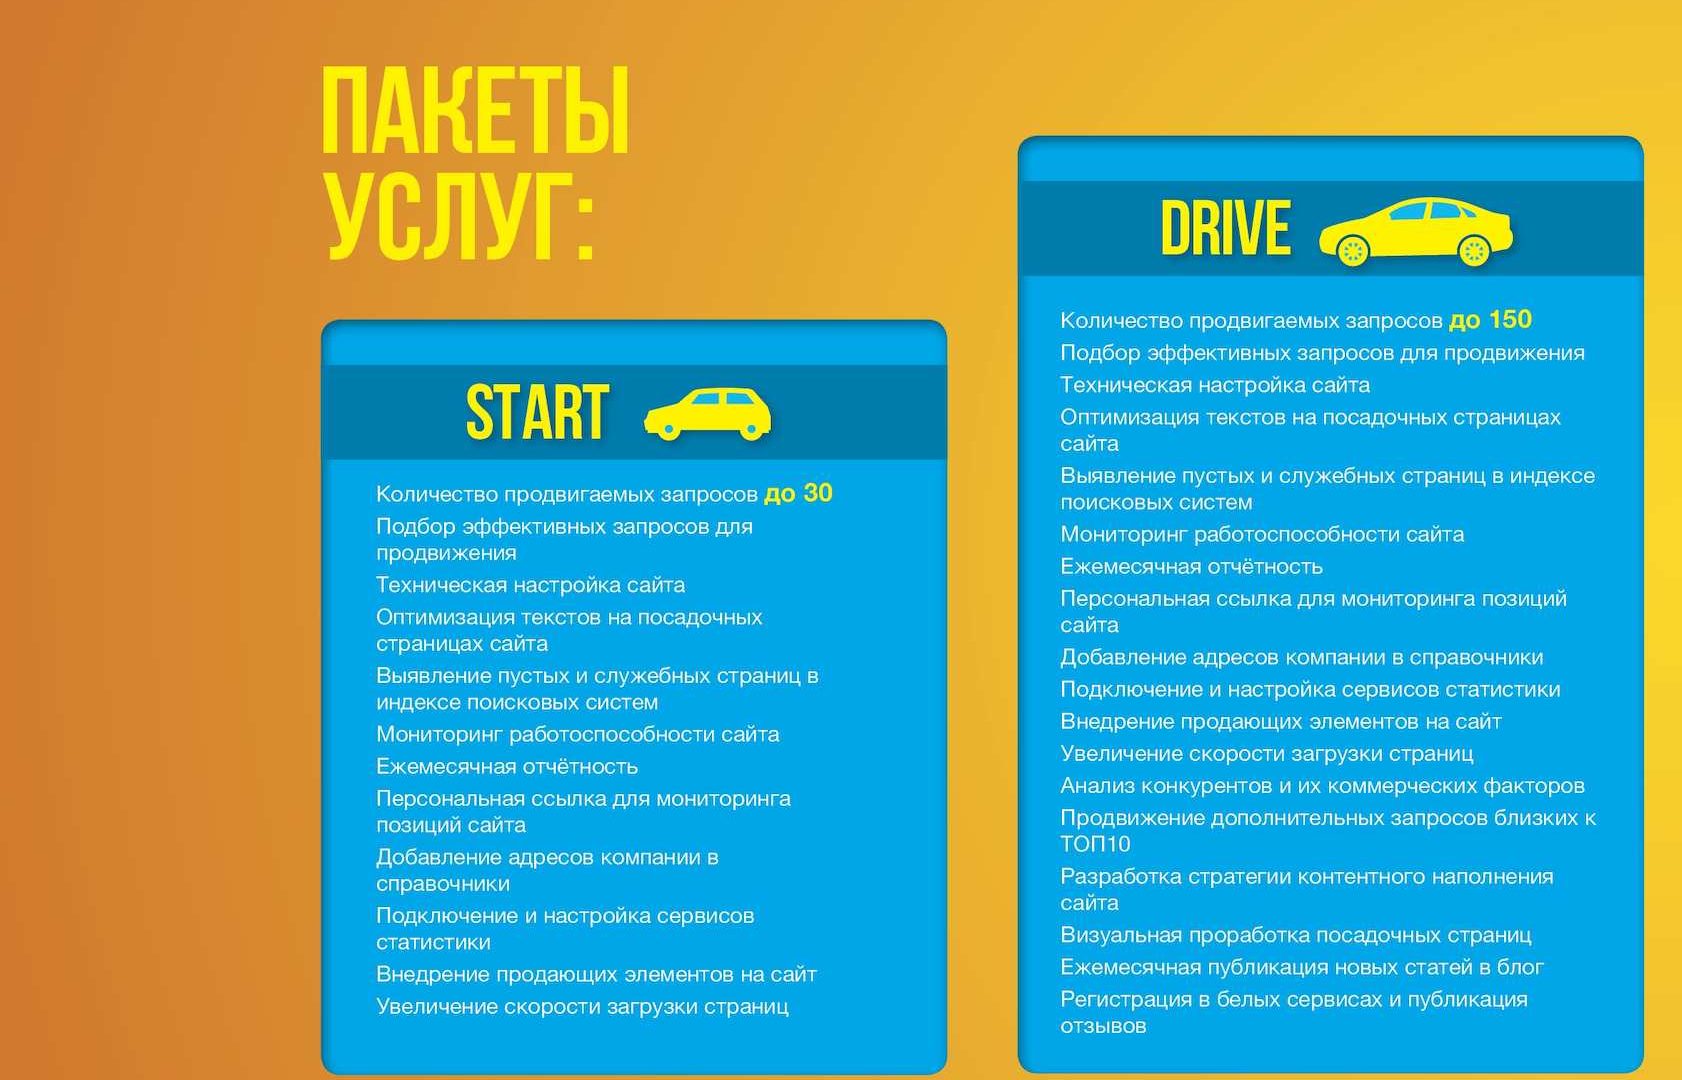 ПАКЕТЫ
УСЛУГ:
START
Количество продвигаемых запросов до 30
Подбор эффективных запросов для
продвижения
Техническая настройка сайта
Оптимизация текстов на посадочных
страницах сайта
Выявление пустых и служебных страниц в
индексе поисковых систем
Мониторинг работоспособности сайта
Ежемесячная отчётность
Персональная ссылка для мониторинга
позиций сайта
Добавление адресов компании в
справочники
Подключение и настройка сервисов
статистики
Внедрение продающих элементов на сайт
Увеличение скорости загрузки страниц
DRIVE
Количество продвигаемых запросов до 150
Подбор эффективных запросов для продвижения
Техническая настройка сайта
Оптимизация текстов на посадочных страницах
сайта
Выявление пустых и служебных страниц в индексе
поисковых систем
Мониторинг работоспособности сайта
Ежемесячная отчётность
Персональная ссылка для мониторинга позиций
сайта
Добавление адресов компании в справочники
Подключение и настройка сервисов статистики
Внедрение продающих элементов на сайт
Увеличение скорости загрузки страниц
Анализ конкурентов и их коммерческих факторов
Продвижение дополнительных запросов близких к
ТОП10
Разработка стратегии контентного наполнения
сайта
Визуальная проработка посадочных страниц
Ежемесячная публикация новых статей в блог
Регистрация в белых сервисах и публикация
отзывов